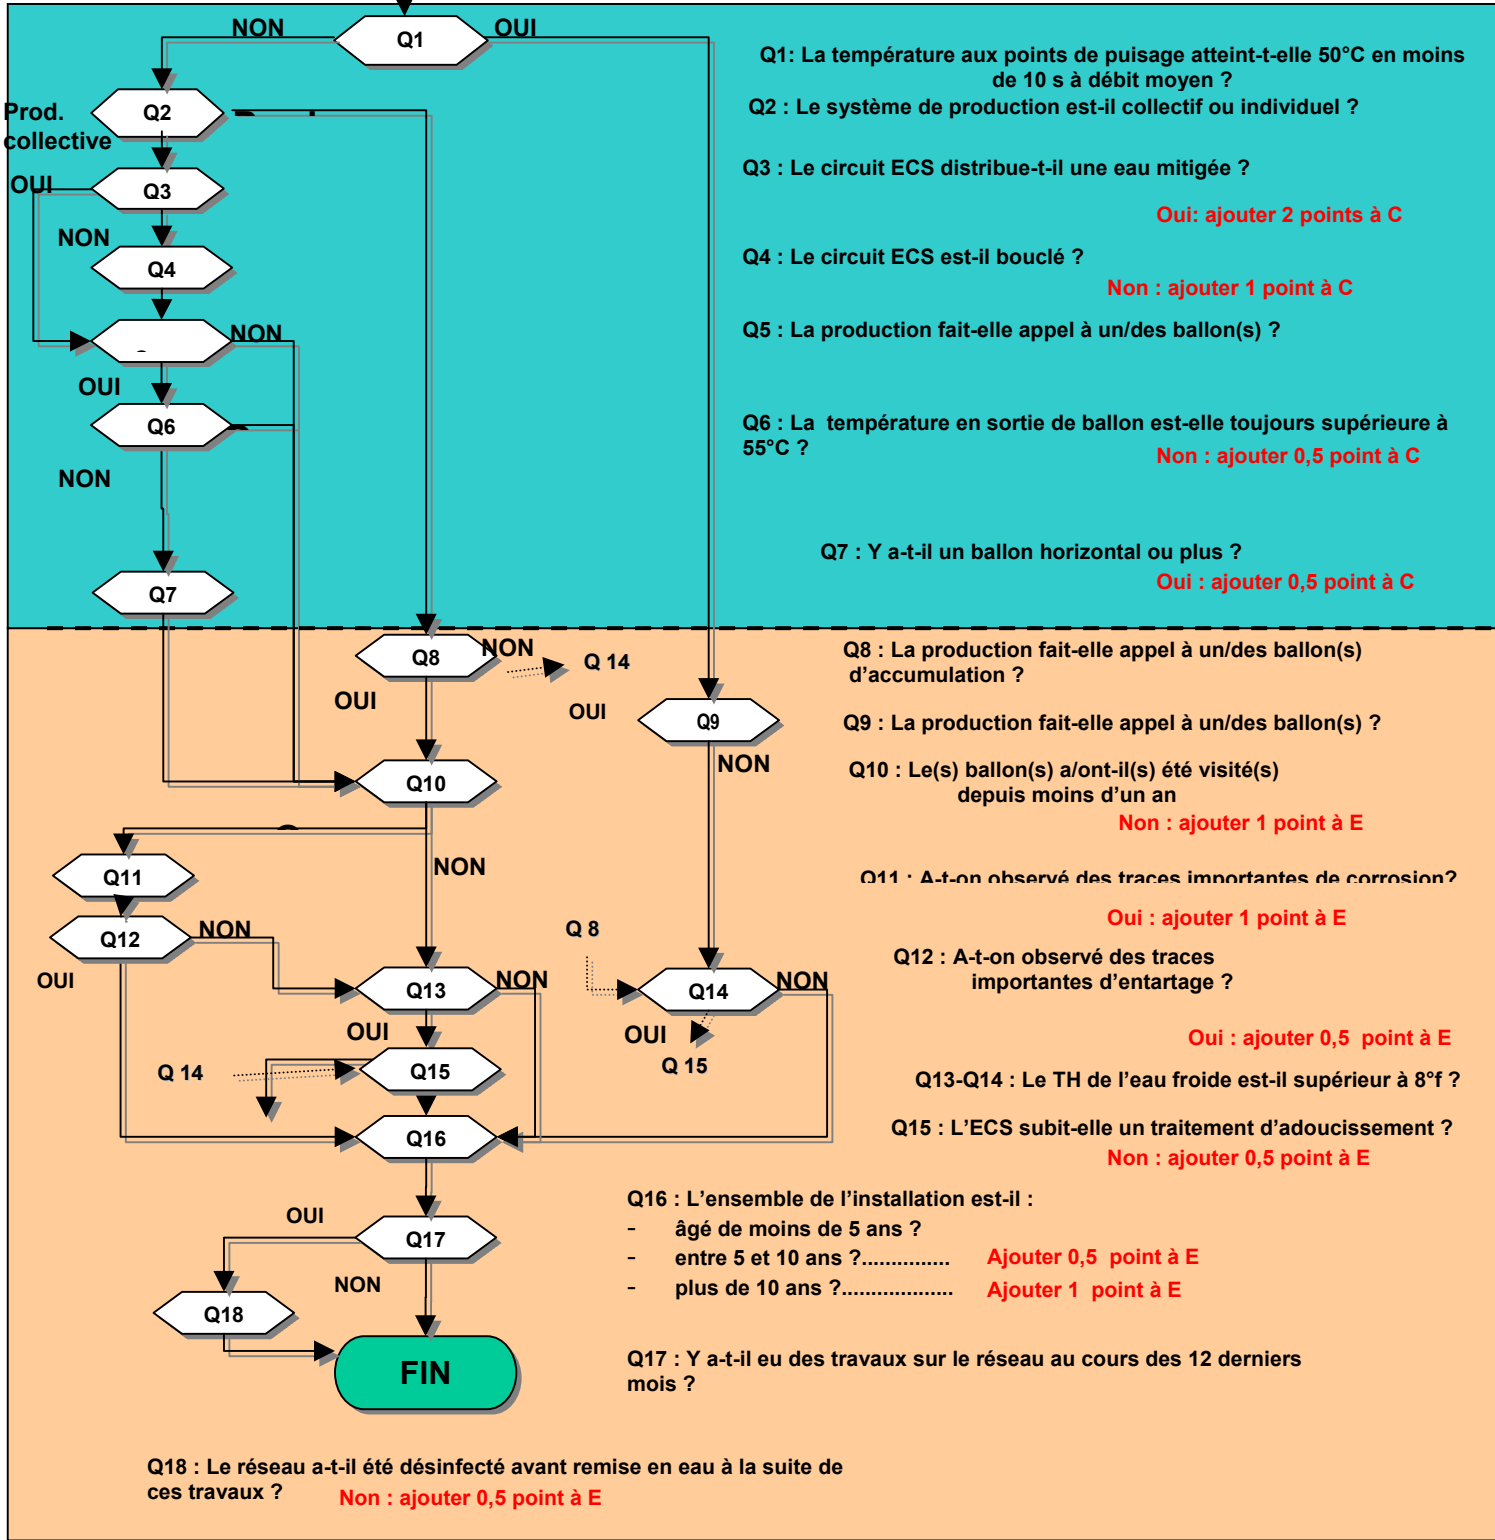 NON
OUI
Q1
Q1: La température aux points de puisage atteint-t-elle 50°C en moins
de 10 s à débit moyen ?
Prod.
collective
Q2
Q2 : Le système de production est-il collectif ou individuel ?
OUI
Q3
Q3 : Le circuit ECS distribue-t-il une eau mitigée ?
Oui: ajouter 2 points à C
NON
Q4
Q4 : Le circuit ECS est-il bouclé ?
Non : ajouter 1 point à C
NON
Q5 : La production fait-elle appel à un/des ballon(s) ?
OUI
Q6
Q6 : La température en sortie de ballon est-elle toujours supérieure à
55°C ?
Non : ajouter 0,5 point à C
NON
Q7 : Y a-t-il un ballon horizontal ou plus ?
Oui : ajouter 0,5 point à C
Q7
Q8
NON
Q 14
Q8 : La production fait-elle appel à un/des ballon(s)
d'accumulation ?
OUI
OUI
Q9
Q9 : La production fait-elle appel à un/des ballon(s) ?
NON
Q10
Q10 : Le(s) ballon(s) a/ont-il(s) été visité(s)
depuis moins d'un an
Non : ajouter 1 point à E
NON
Q11
Q11 : A-t-on observé des traces importantes de corrosion?
Oui : ajouter 1 point à E
Q12
NON
Q 8
Q12 : A-t-on observé des traces
importantes d'entartage ?
OUI
Q13
NON
Q14
NON
OUI
OUI
Oui : ajouter 0,5 point à E
Q 14
Q15
Q 15
Q13-Q14 : Le TH de l'eau froide est-il supérieur à 8°f ?
Q16
Q15 : L'ECS subit-elle un traitement d'adoucissement ?
Non : ajouter 0,5 point à E
Q16 : L'ensemble de l'installation est-il :
- âgé de moins de 5 ans ?
- entre 5 et 10 ans ?............... Ajouter 0,5 point à E
- plus de 10 ans ?................... Ajouter 1 point à E
OUI
Q17
NON
Q18
FIN
Q17 : Y a-t-il eu des travaux sur le réseau au cours des 12 derniers
mois ?
Q18 : Le réseau a-t-il été désinfecté avant remise en eau à la suite de
ces travaux ?
Non : ajouter 0,5 point à E